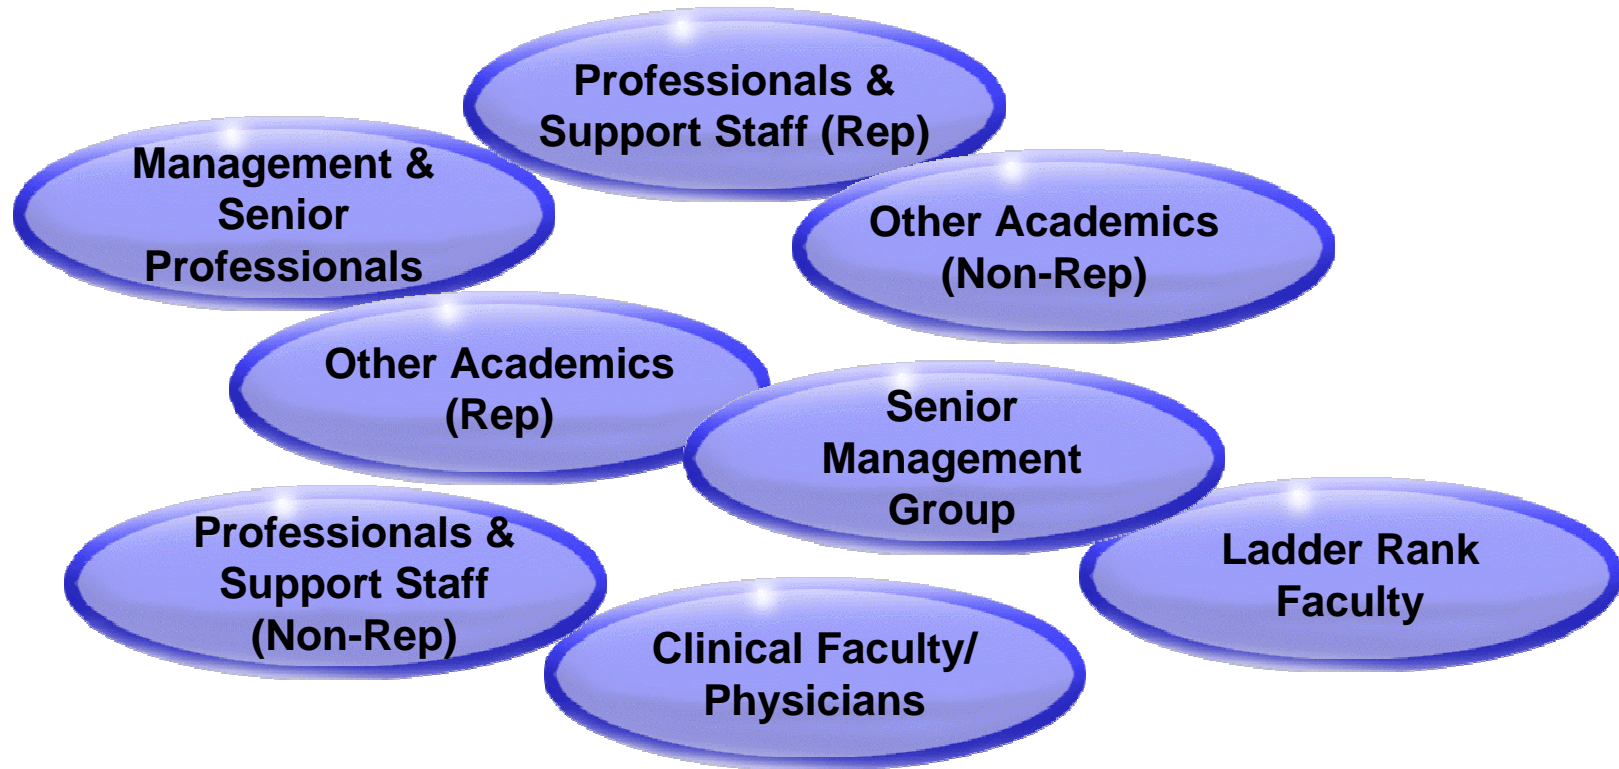 Professionals &
Support Staff (Rep)
Management &
Senior
Professionals
Other Academics
(Non-Rep)
Other Academics
(Rep)
Senior
Management
Group
Professionals &
Support Staff
(Non-Rep)
Ladder Rank
Faculty
Clinical Faculty/
Physicians